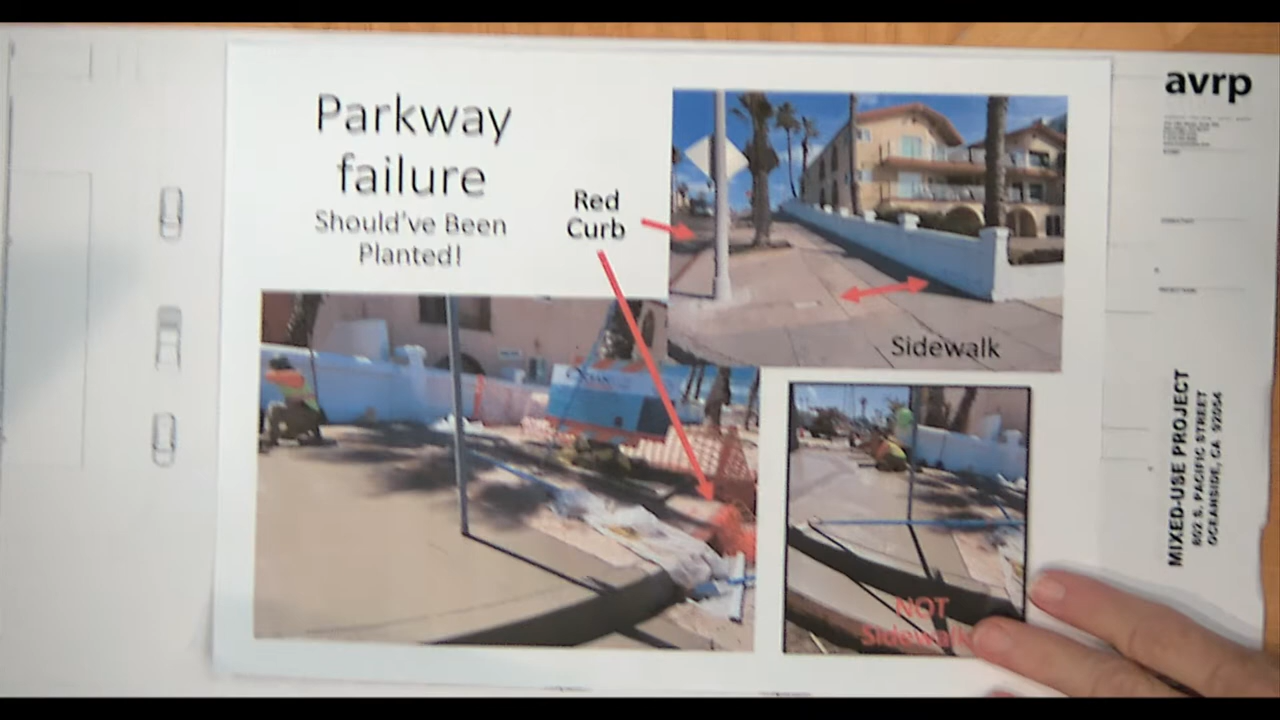 Parkway
failure
Should've Been
Planted!
Red
Curb
Sidewalk
NOT
Sidewalk
avrp
MIXED-USE PROJECT
802 S. PACIFIC STREET
OCEANSIDE, CA 92054